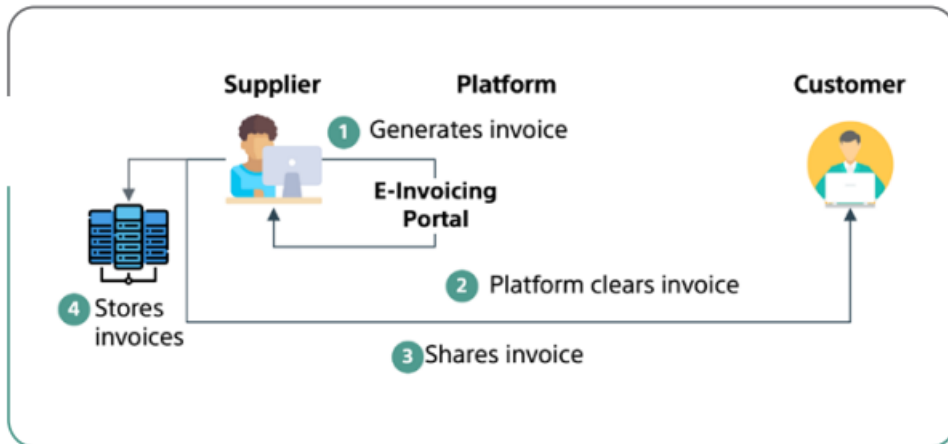 Supplier
Platform
Customer
1 Generates invoice
E-Invoicing
Portal
2 Platform clears invoice
4 Stores
invoices
3 Shares invoice